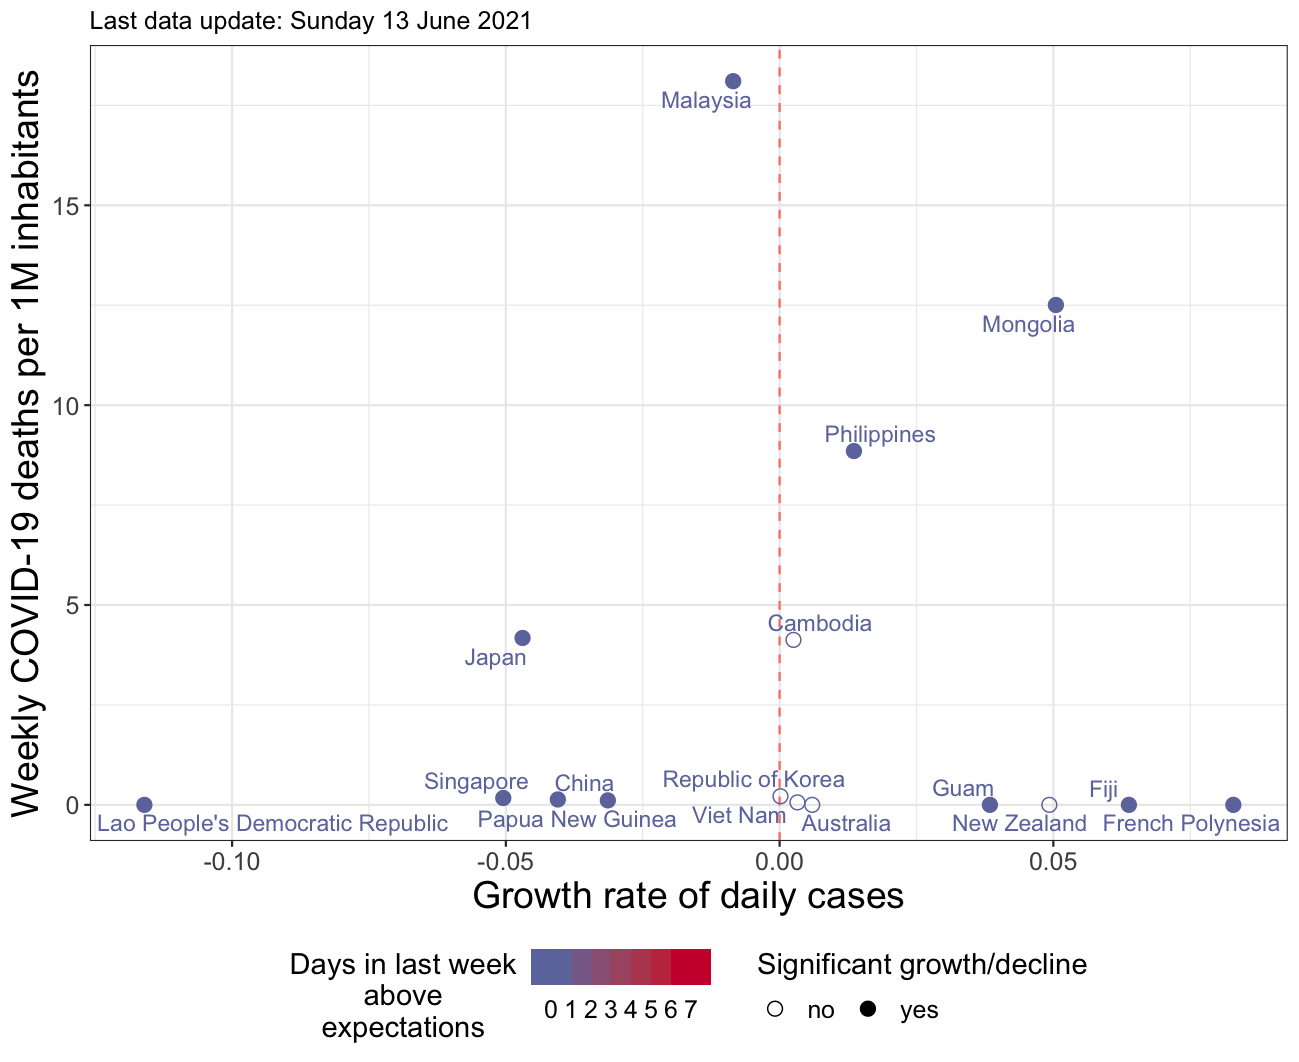 Last data update: Sunday 13 June 2021
Weekly COVID-19 deaths per 1M inhabitants
15
10
5
0
Malaysia
Mongolia
Philippines
Cambodia
Japan
Republic of Korea
Singapore
China
Guam
Fiji
Viet Nam
Papua New Guinea
Lao People's Democratic Republic
Australia
New Zealand
French Polynesia
-0.10
-0.05
0.00
0.05
Growth rate of daily cases
Days in last week
above
expectations
0 1 2 3 4 5 6 7
Significant growth/decline
no
yes